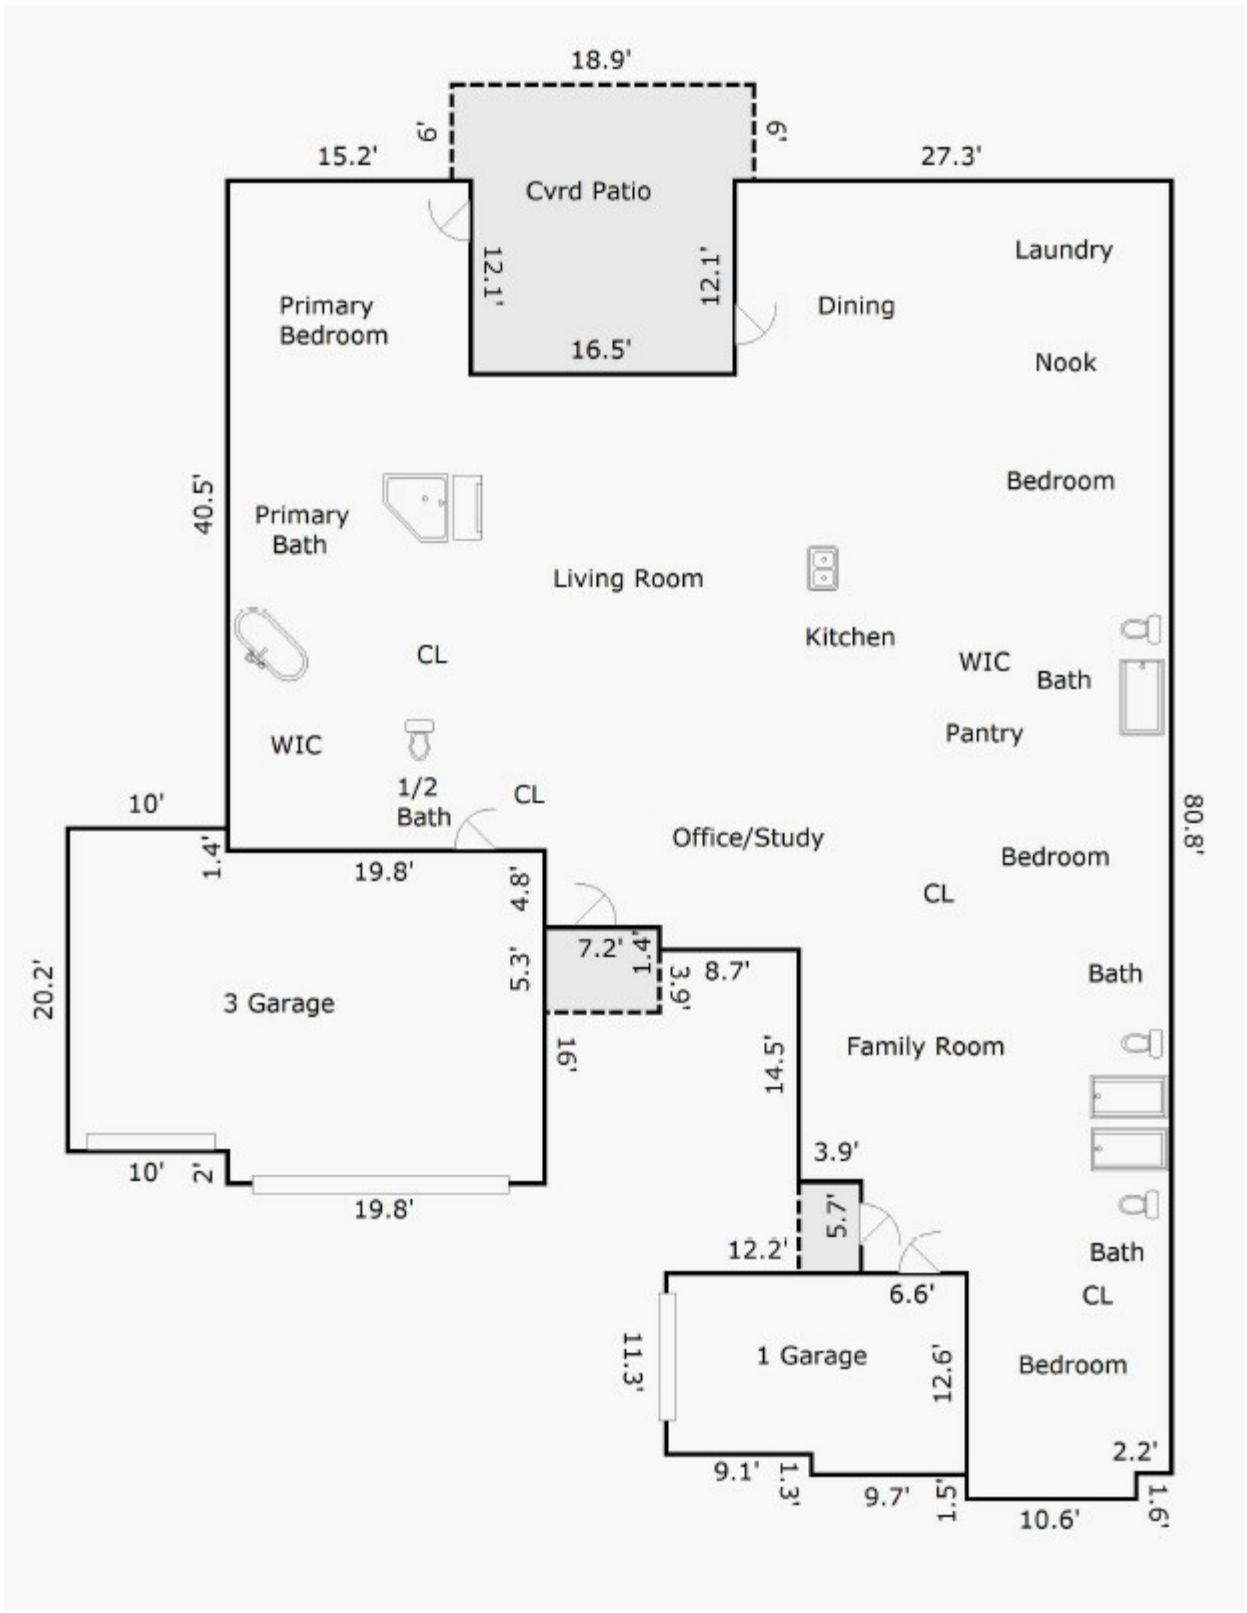 18.9'
6'
6'
15.2'
27.3'
Cvrd Patio
Laundry
12.1'
12.1'
Primary
Bedroom
Dining
16.5'
Nook
40.5'
Bedroom
Primary
Bath
Living Room
Kitchen
CL
WIC
Bath
WIC
Pantry
1/2
Bath
CL
10'
80.8'
Office/Study
1.4'
19.8'
4.8'
Bedroom
CL
7.2'
1.4'
8.7'
5.3'
3.9'
Bath
20.2'
3 Garage
16'
14.5'
Family Room
3.9'
10'
2'
19.8'
5.7'
12.2'
Bath
6.6'
CL
11.3'
1 Garage
12.6'
Bedroom
2.2'
9.1'
1.3'
9.7'
1.5'
10.6'
1.6'